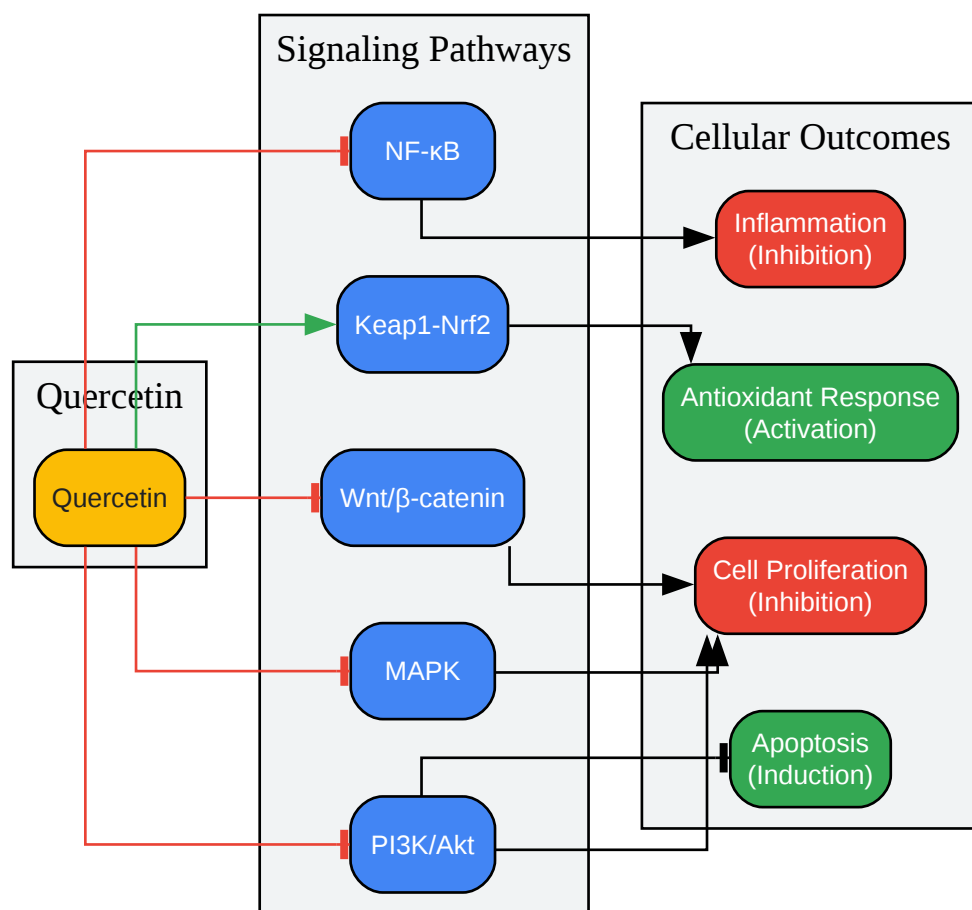 Signaling Pathways
NF-κB
Keap1-Nrf2
Wnt/β-catenin
MAPK
PI3K/Akt
Cellular Outcomes
Inflammation
(Inhibition)
Antioxidant Response
(Activation)
Cell Proliferation
(Inhibition)
Apoptosis
(Induction)
Quercetin
Quercetin